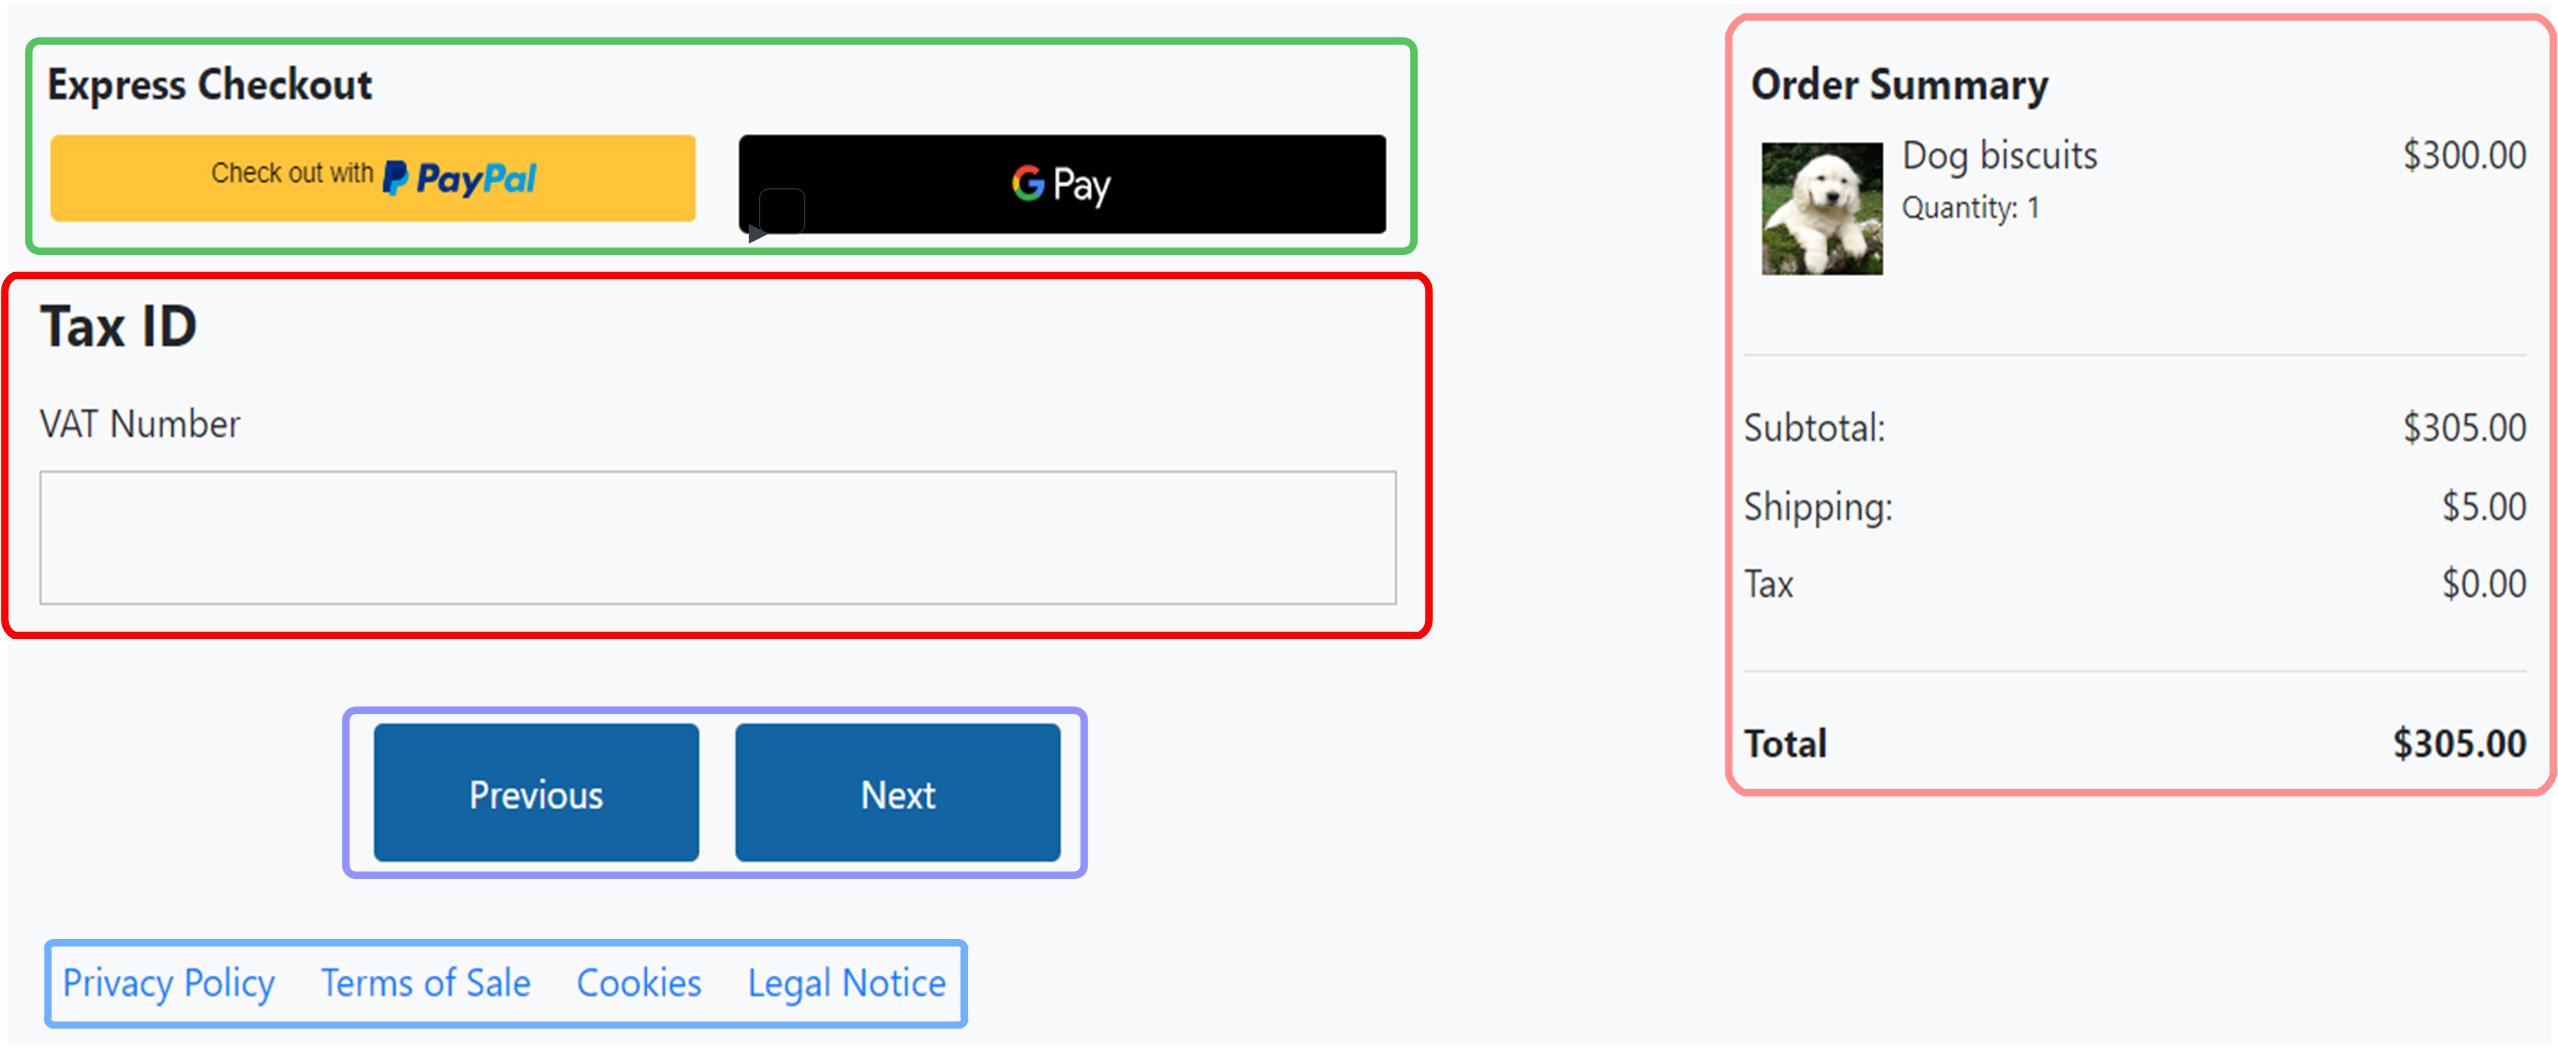 Express Checkout
Check out with PayPal
G Pay
Tax ID
VAT Number
Previous
Next
Privacy Policy
Terms of Sale
Cookies
Legal Notice
Order Summary
Dog biscuits $300.00
Quantity: 1
Subtotal: $305.00
Shipping: $5.00
Tax $0.00
Total $305.00